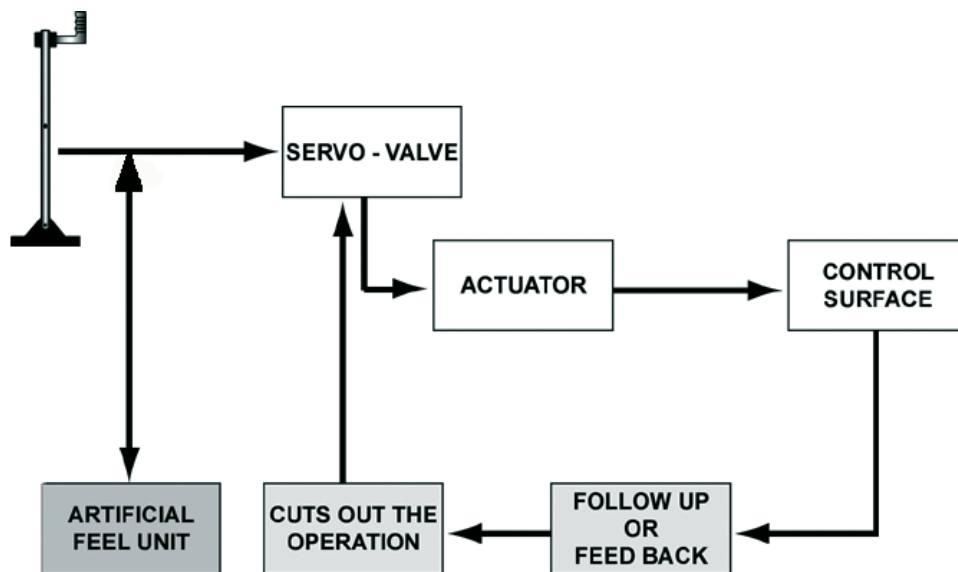 SERVO - VALVE
ACTUATOR
CONTROL
SURFACE
ARTIFICIAL
FEEL UNIT
CUTS OUT THE
OPERATION
FOLLOW UP
OR
FEED BACK